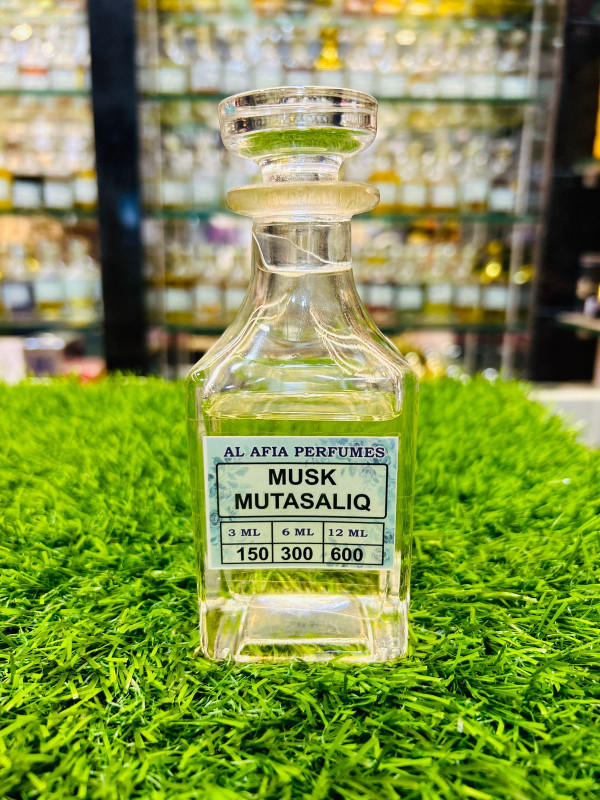 AL AFIA PERFUMES
MUSK
MUTASALIQ
3 ML 6 ML 12 ML
150 300 600